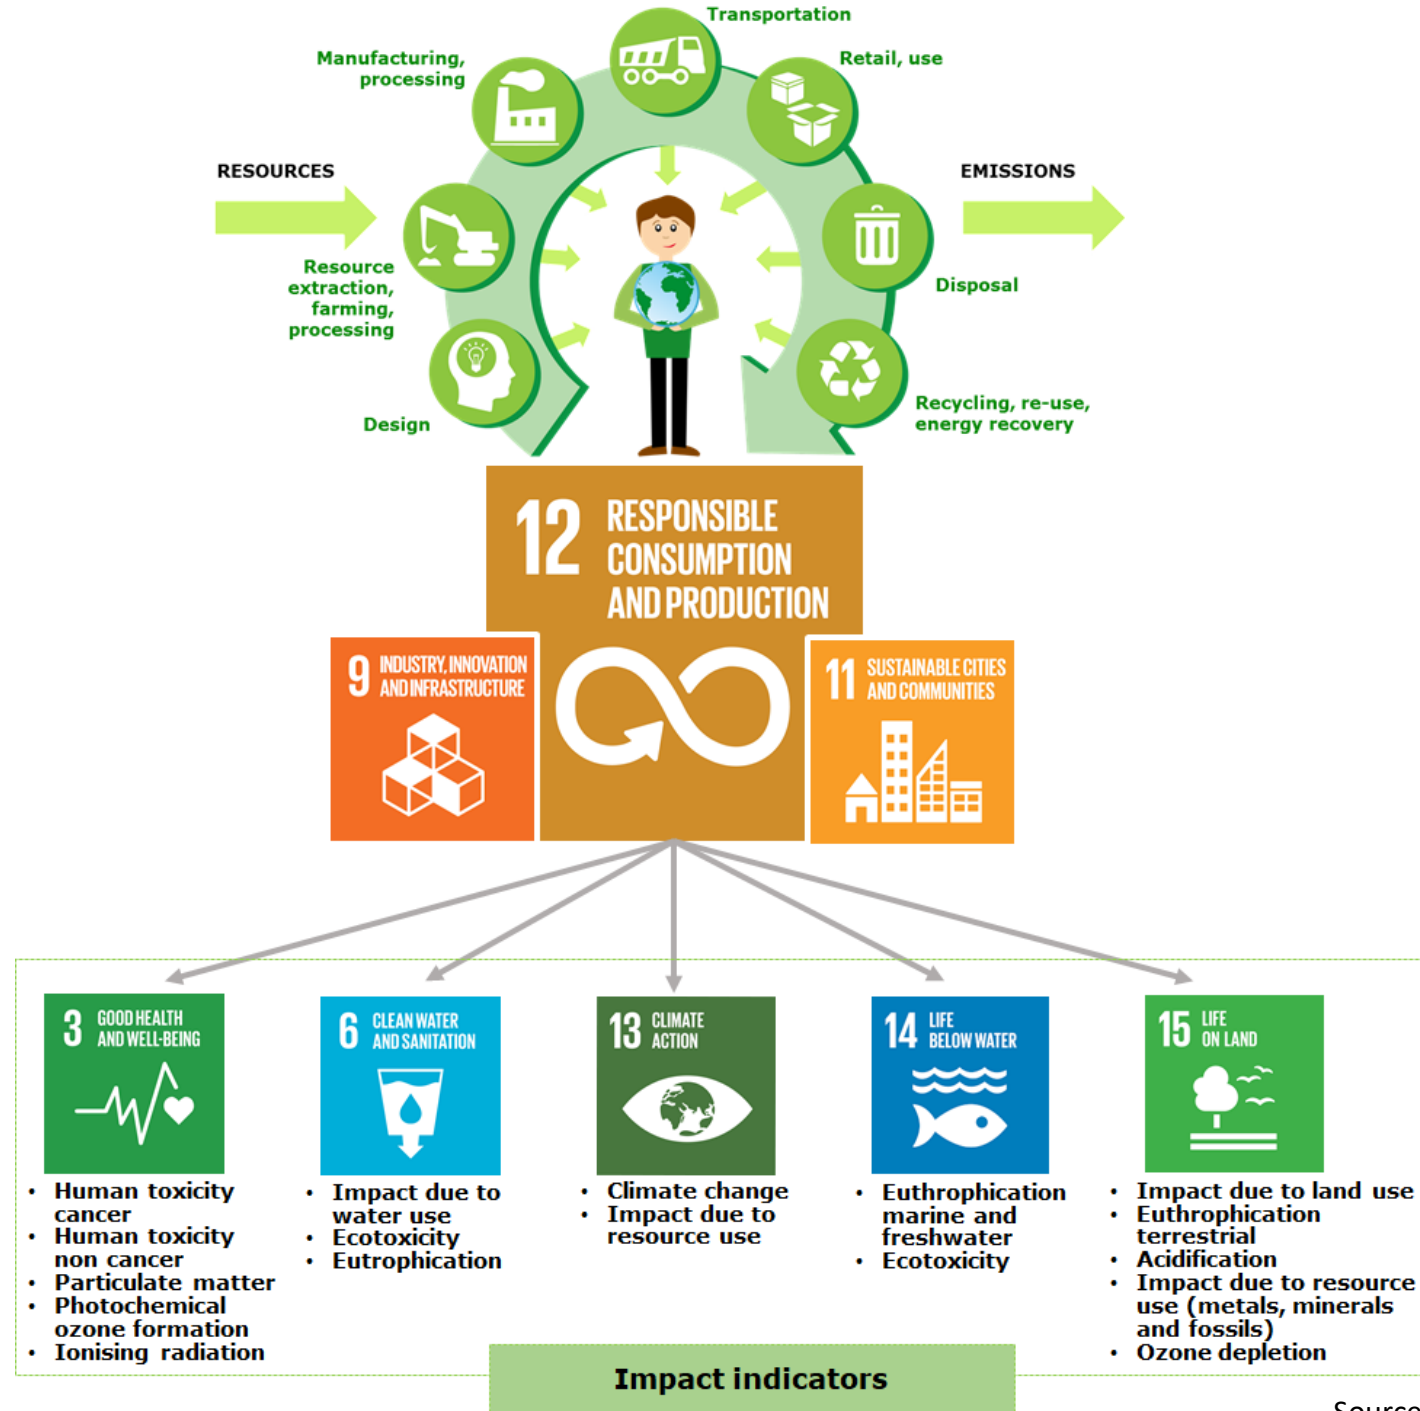 Transportation
Manufacturing,
processing
Retail, use
RESOURCES
EMISSIONS
Resource
extraction,
farming,
processing
Disposal
Design
Recycling, re-use,
energy recovery
12 RESPONSIBLE
CONSUMPTION
AND PRODUCTION
9 INDUSTRY, INNOVATION
AND INFRASTRUCTURE
11 SUSTAINABLE CITIES
AND COMMUNITIES
3 GOOD HEALTH
AND WELL-BEING
6 CLEAN WATER
AND SANITATION
13 CLIMATE
ACTION
14 LIFE
BELOW WATER
15 LIFE
ON LAND
• Human toxicity
cancer
• Human toxicity
non cancer
• Particulate matter
• Photochemical
ozone formation
• Ionising radiation
• Impact due to
water use
• Ecotoxicity
• Eutrophication
• Climate change
• Impact due to
resource use
• Euthrophication
marine and
freshwater
• Ecotoxicity
• Impact due to land use
• Euthrophication
terrestrial
• Acidification
• Impact due to resource
use (metals, minerals
and fossils)
• Ozone depletion
Impact indicators
Source